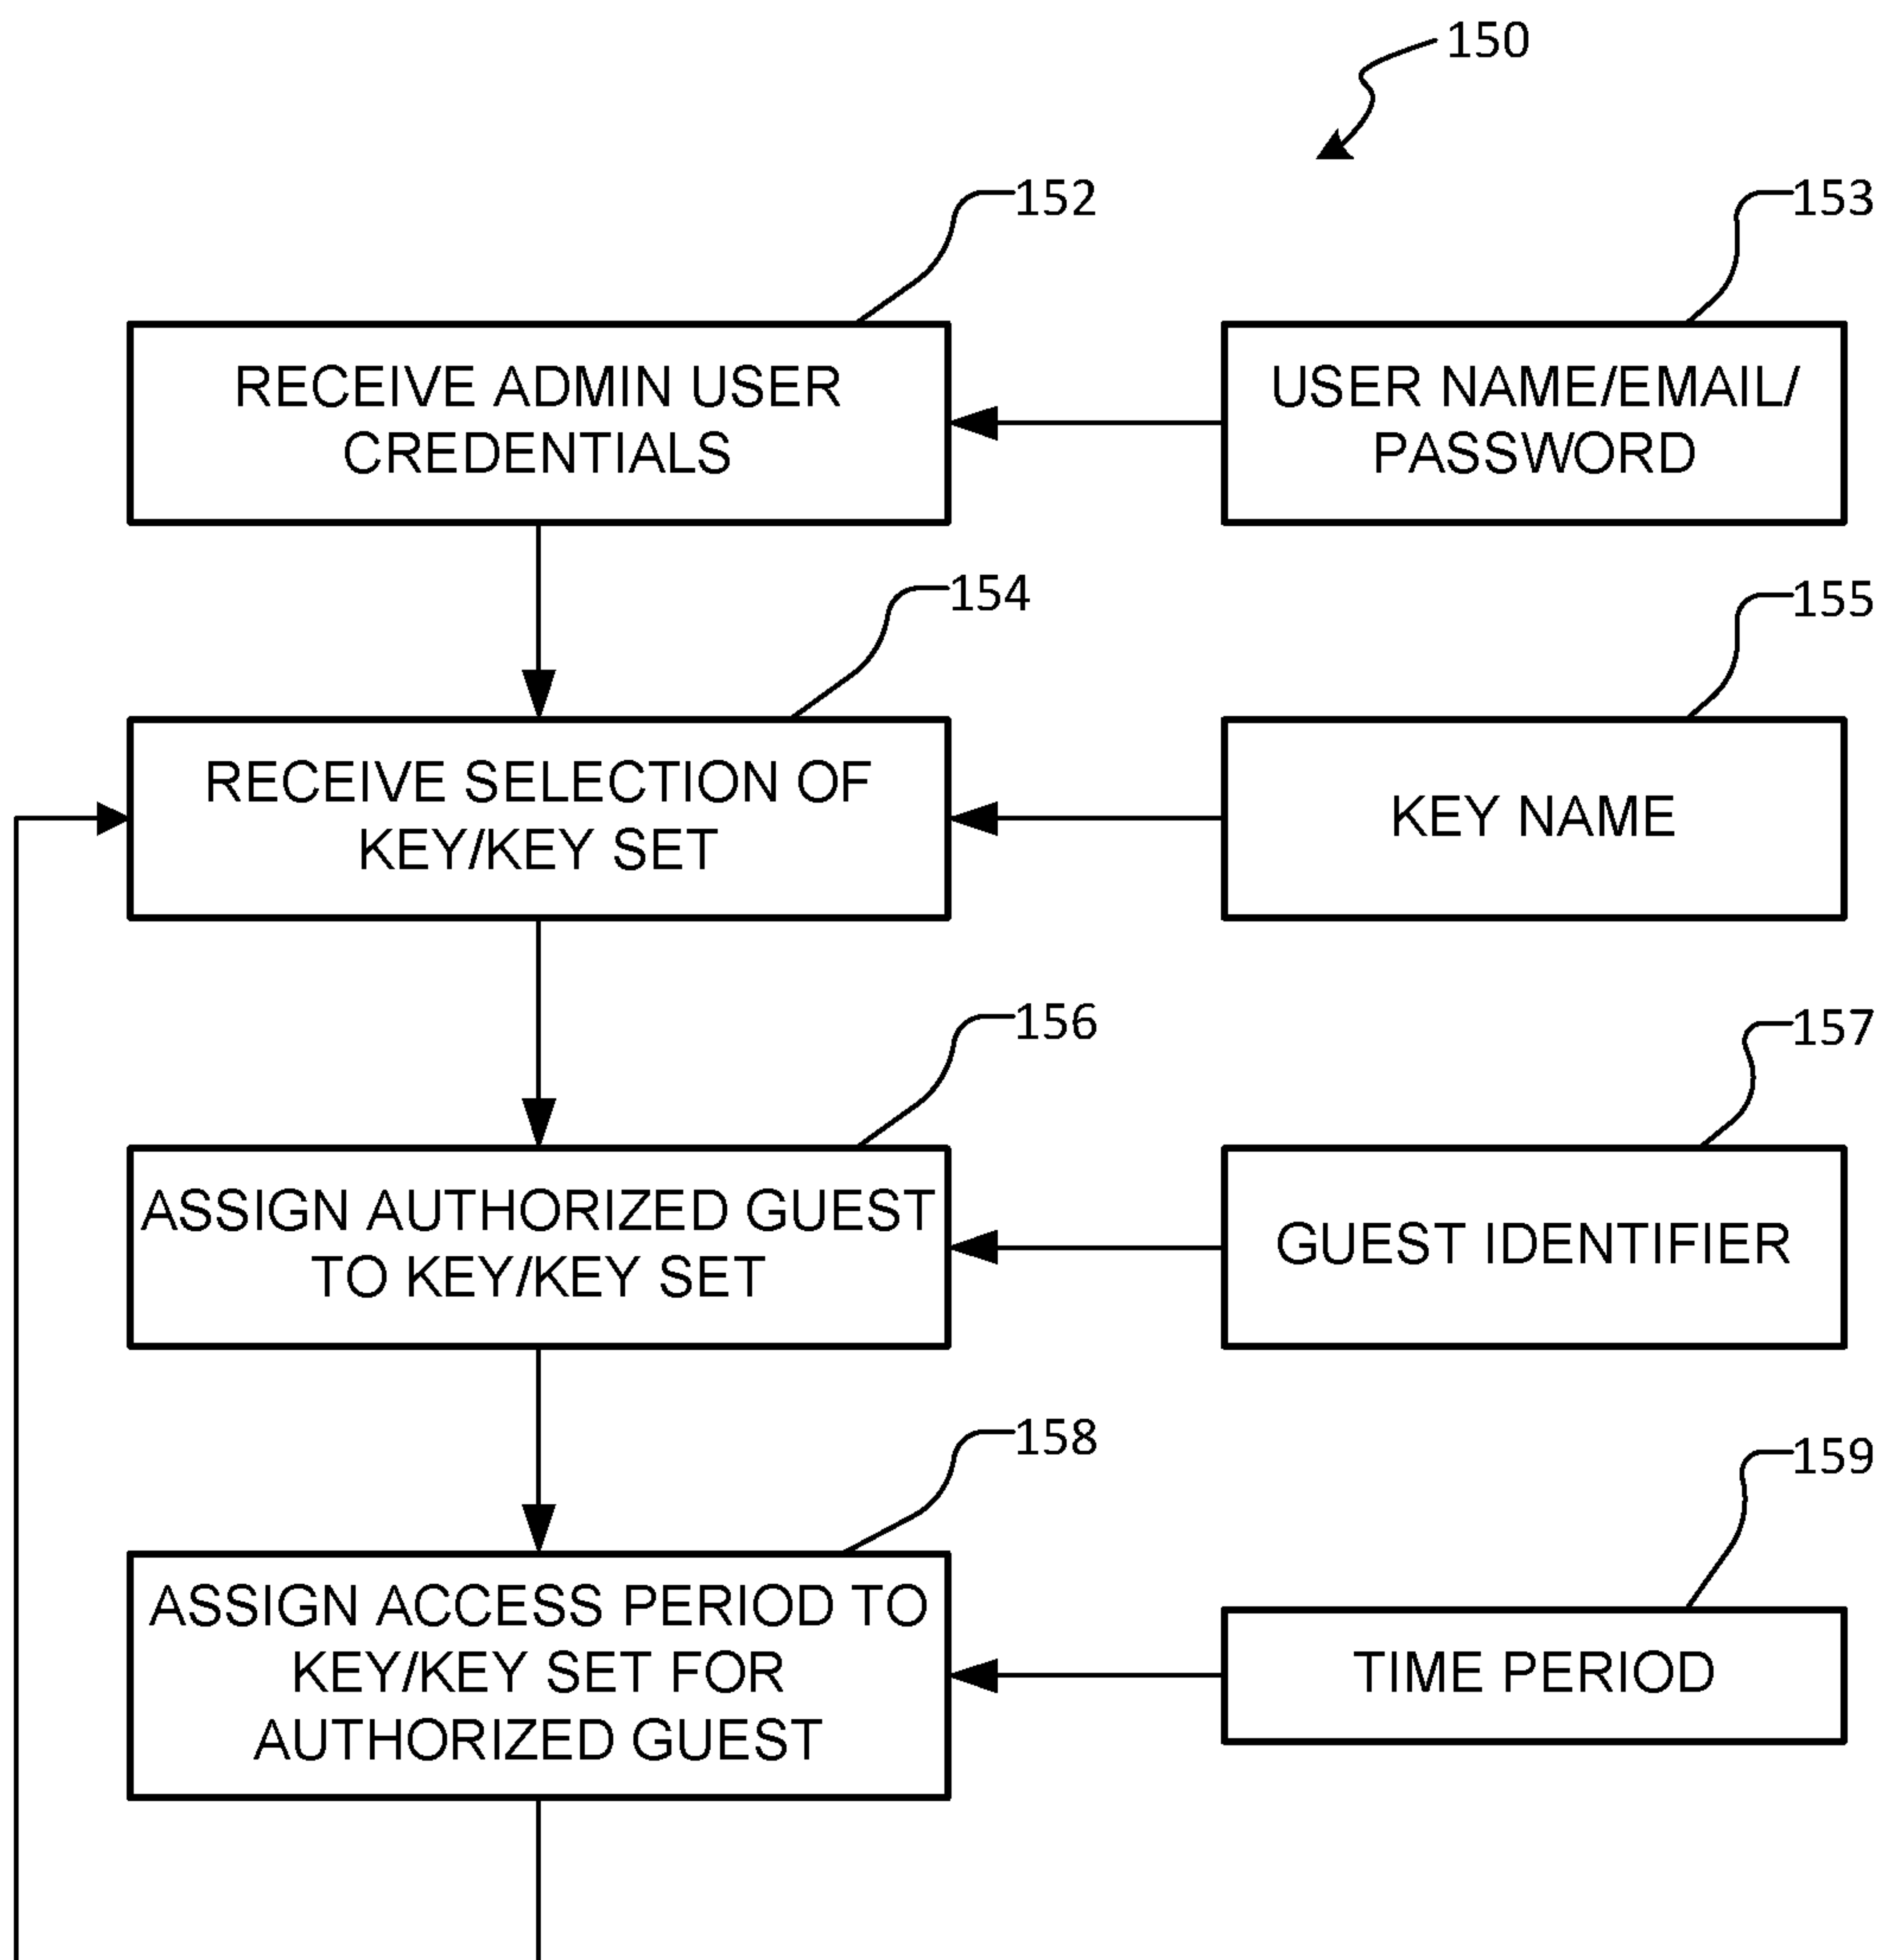 150
152
153
RECEIVE ADMIN USER
CREDENTIALS
USER NAME/EMAIL/
PASSWORD
154
155
RECEIVE SELECTION OF
KEY/KEY SET
KEY NAME
156
157
ASSIGN AUTHORIZED GUEST
TO KEY/KEY SET
GUEST IDENTIFIER
158
159
ASSIGN ACCESS PERIOD TO
KEY/KEY SET FOR
AUTHORIZED GUEST
TIME PERIOD